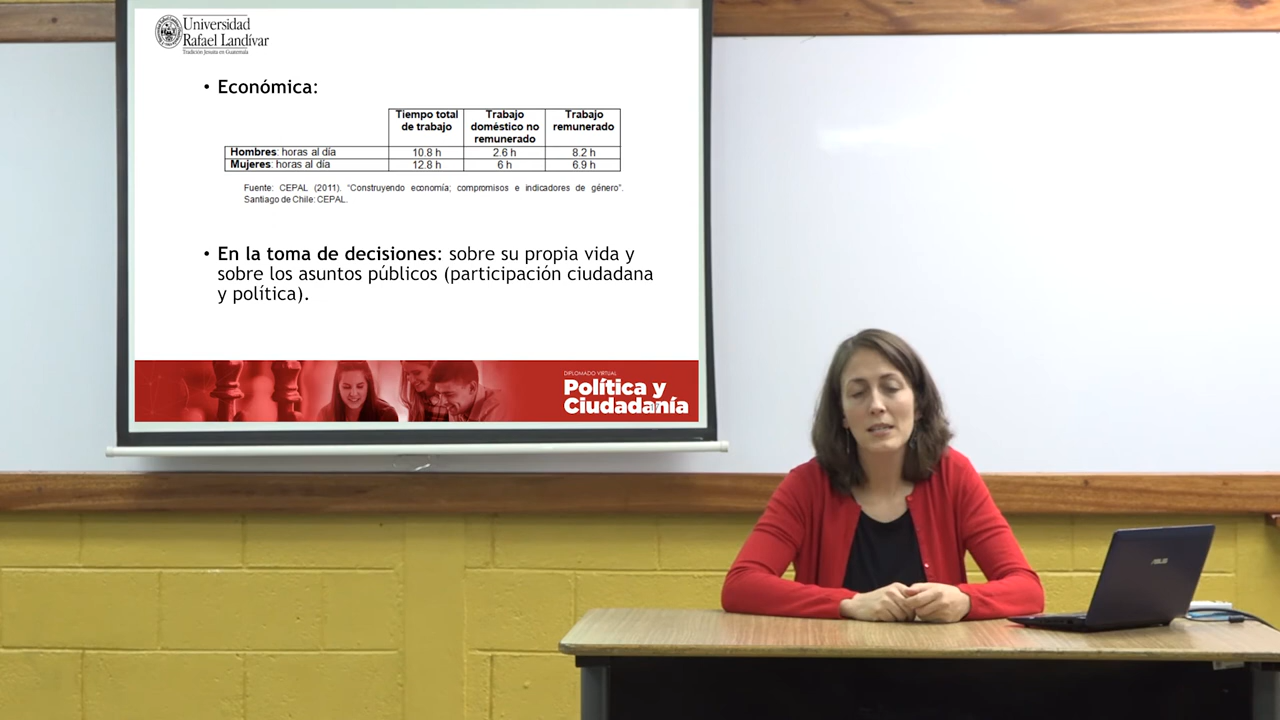 Universidad
Rafael Landívar
Tradición Jesuita en Guatemala
• Económica:
Tiempo total de trabajo | Trabajo doméstico no remunerado | Trabajo remunerado
Hombres: horas al día 10.8 h 2.6 h 8.2 h
Mujeres: horas al día 12.8 h 6 h 6.9 h
Fuente: CEPAL (2011). “Construyendo economía; compromisos e indicadores de género”.
Santiago de Chile: CEPAL.
• En la toma de decisiones: sobre su propia vida y
sobre los asuntos públicos (participación ciudadana
y política).
DIPLOMADO VIRTUAL
Política y
Ciudadanía
ASUS